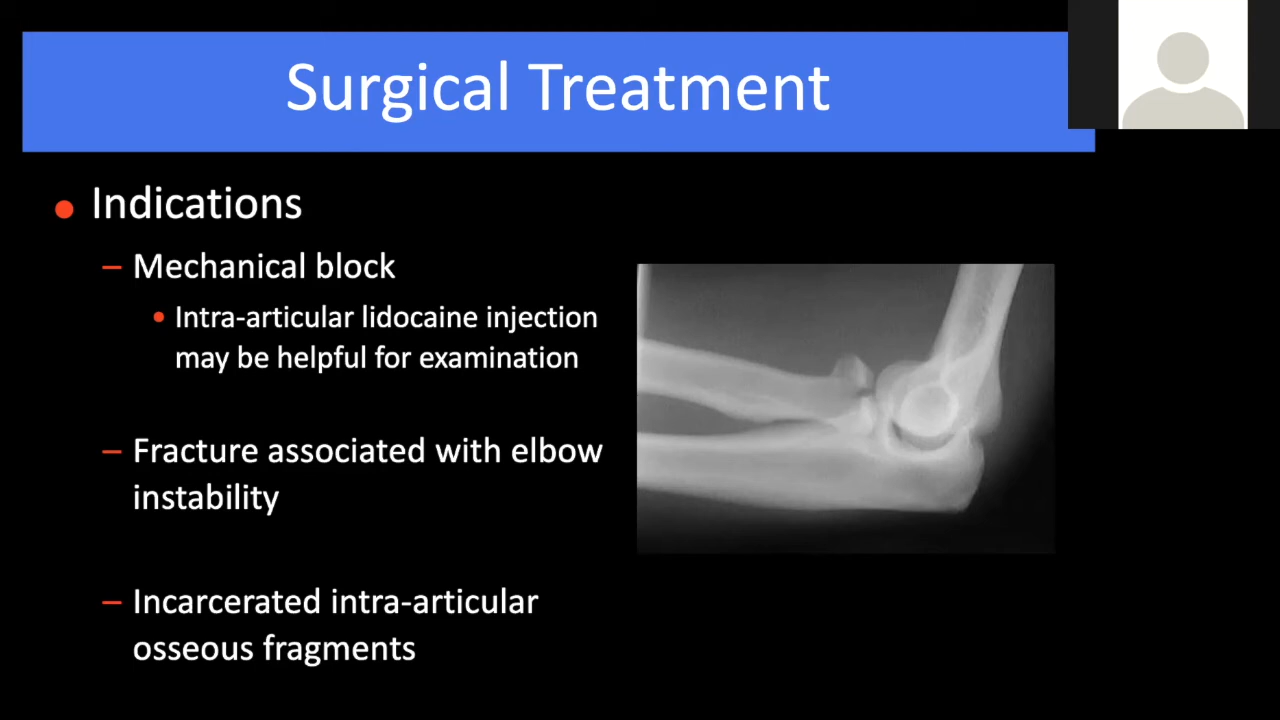 Surgical Treatment
• Indications
– Mechanical block
• Intra-articular lidocaine injection
may be helpful for examination
– Fracture associated with elbow
instability
– Incarcerated intra-articular
osseous fragments